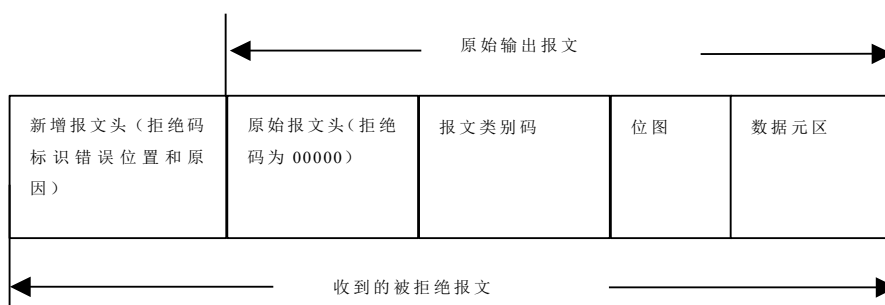 原始输出报文
新增报文头（拒绝码
标识错误位置和原
因）
原始报文头（拒绝
码为 00000）
报文类别码
位图
数据元区
收到的被拒绝报文